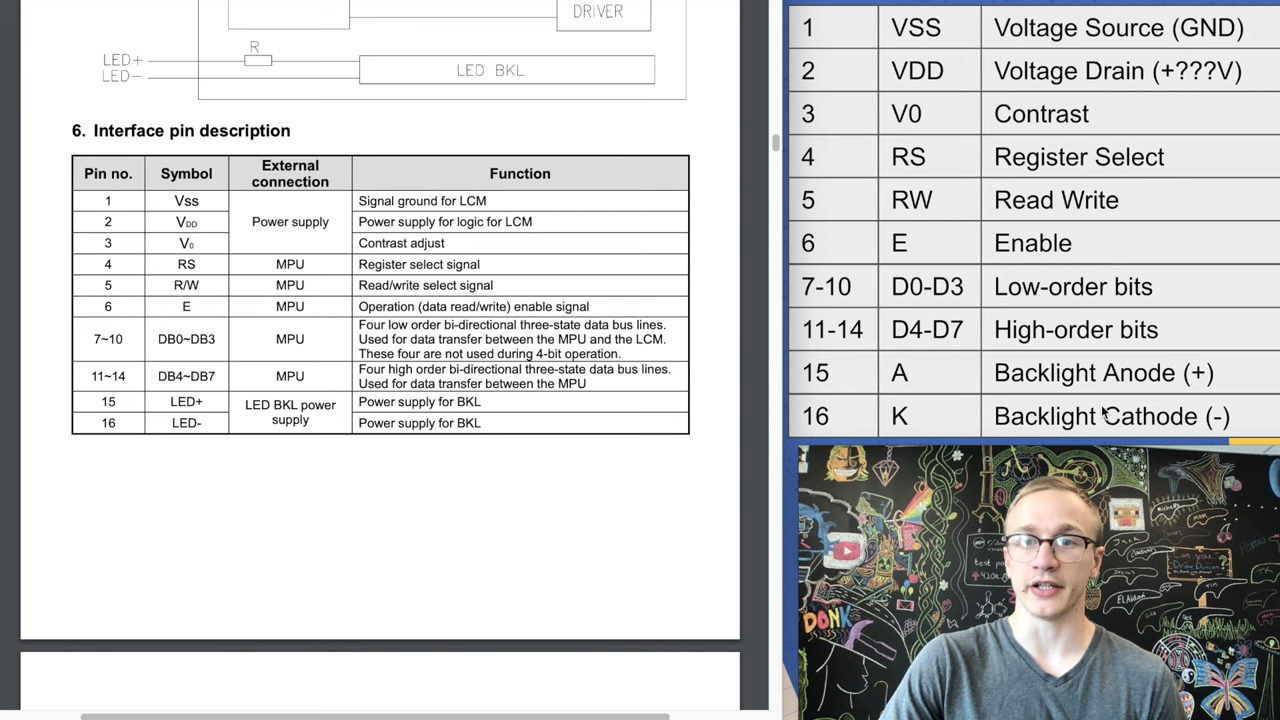 DRIVER
R
LED+
LED-
LED BKL
6. Interface pin description
Pin no. Symbol External connection Function
1 Vss Power supply Signal ground for LCM
2 VDD Power supply for logic for LCM
3 V0 Contrast adjust
4 RS MPU Register select signal
5 R/W MPU Read/write select signal
6 E MPU Operation (data read/write) enable signal
7~10 DB0~DB3 MPU Four low order bi-directional three-state data bus lines.
Used for data transfer between the MPU and the LCM.
These four are not used during 4-bit operation.
11~14 DB4~DB7 MPU Four high order bi-directional three-state data bus lines.
Used for data transfer between the MPU
15 LED+ LED BKL power supply Power supply for BKL
16 LED- Power supply for BKL
1 VSS Voltage Source (GND)
2 VDD Voltage Drain (+???V)
3 V0 Contrast
4 RS Register Select
5 RW Read Write
6 E Enable
7-10 D0-D3 Low-order bits
11-14 D4-D7 High-order bits
15 A Backlight Anode (+)
16 K Backlight Cathode (-)
DONK